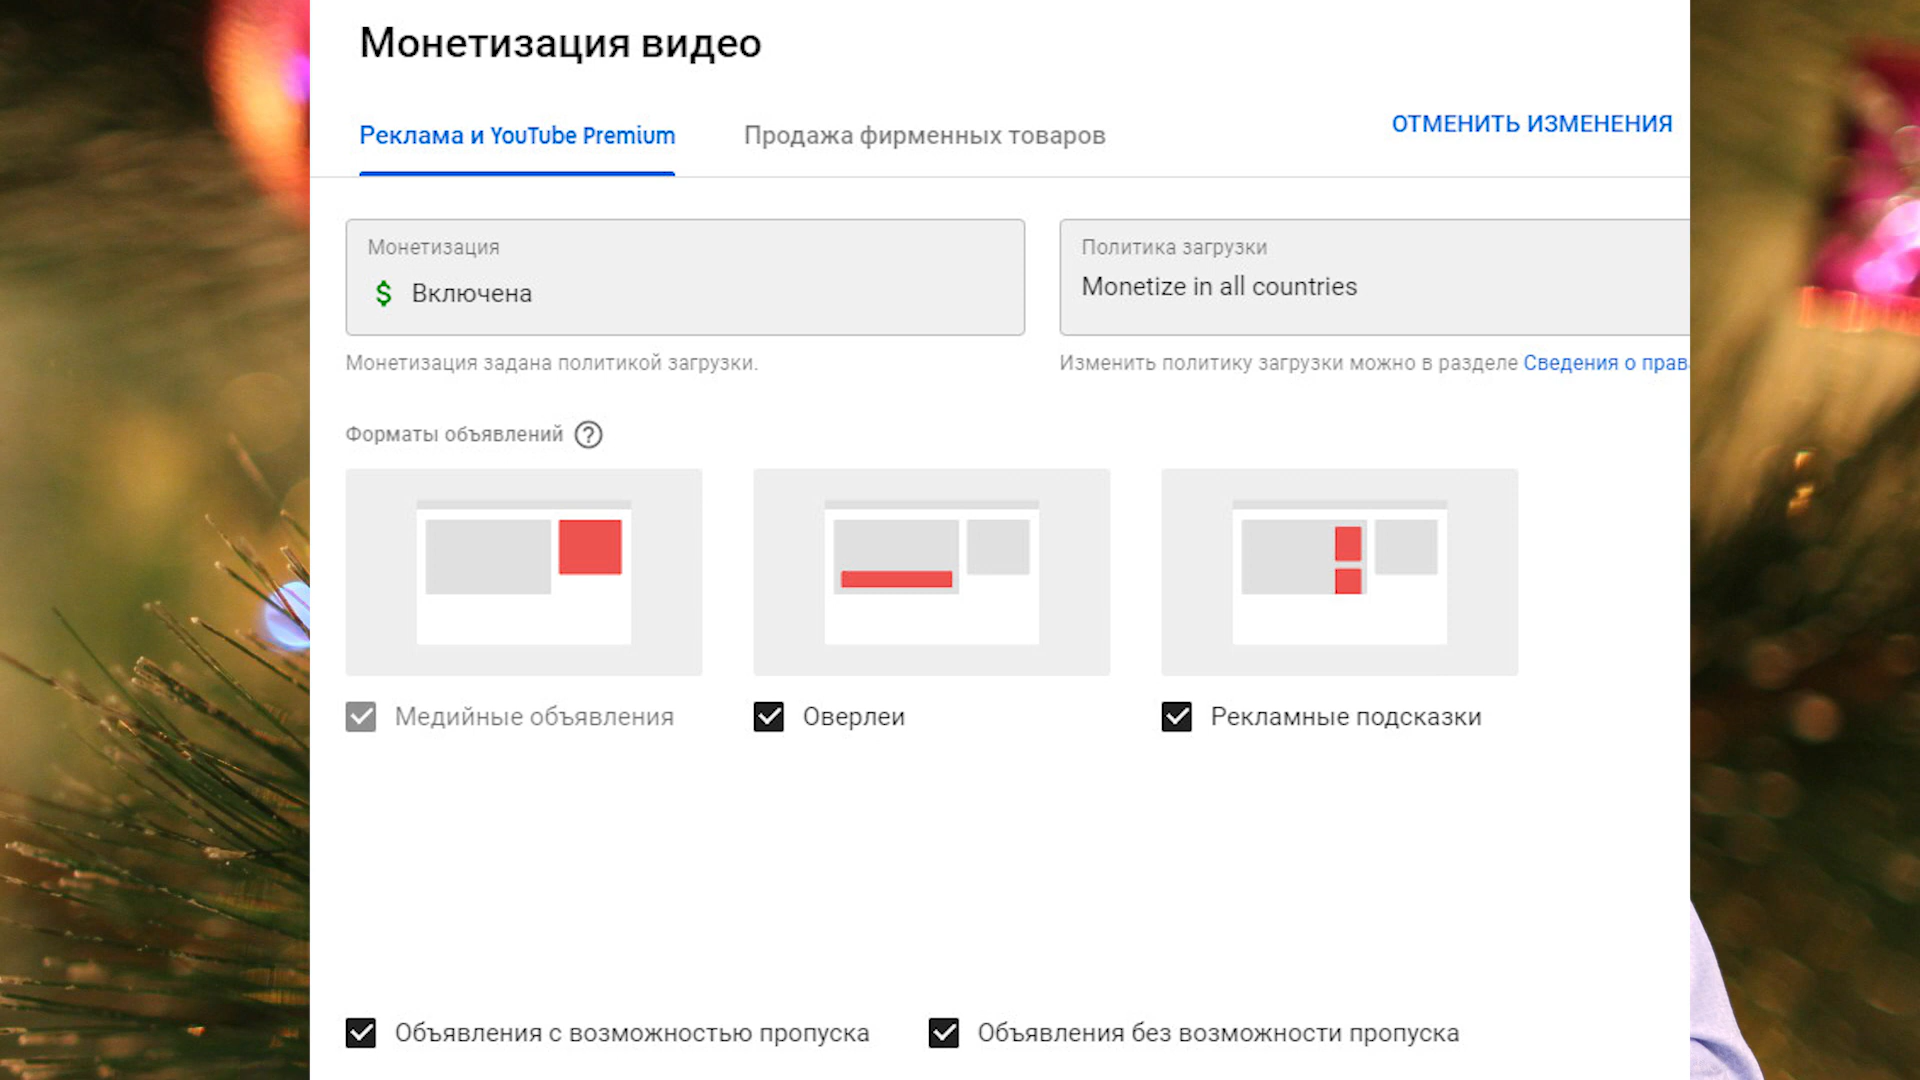 Монетизация видео
Реклама и YouTube Premium
Продажа фирменных товаров
ОТМЕНИТЬ ИЗМЕНЕНИЯ
Монетизация
$ Включена
Политика загрузки
Monetize in all countries
Монетизация задана политикой загрузки.
Изменить политику загрузки можно в разделе Сведения о прав
Форматы объявлений ?
Медийные объявления
Оверлеи
Рекламные подсказки
Объявления с возможностью пропуска
Объявления без возможности пропуска